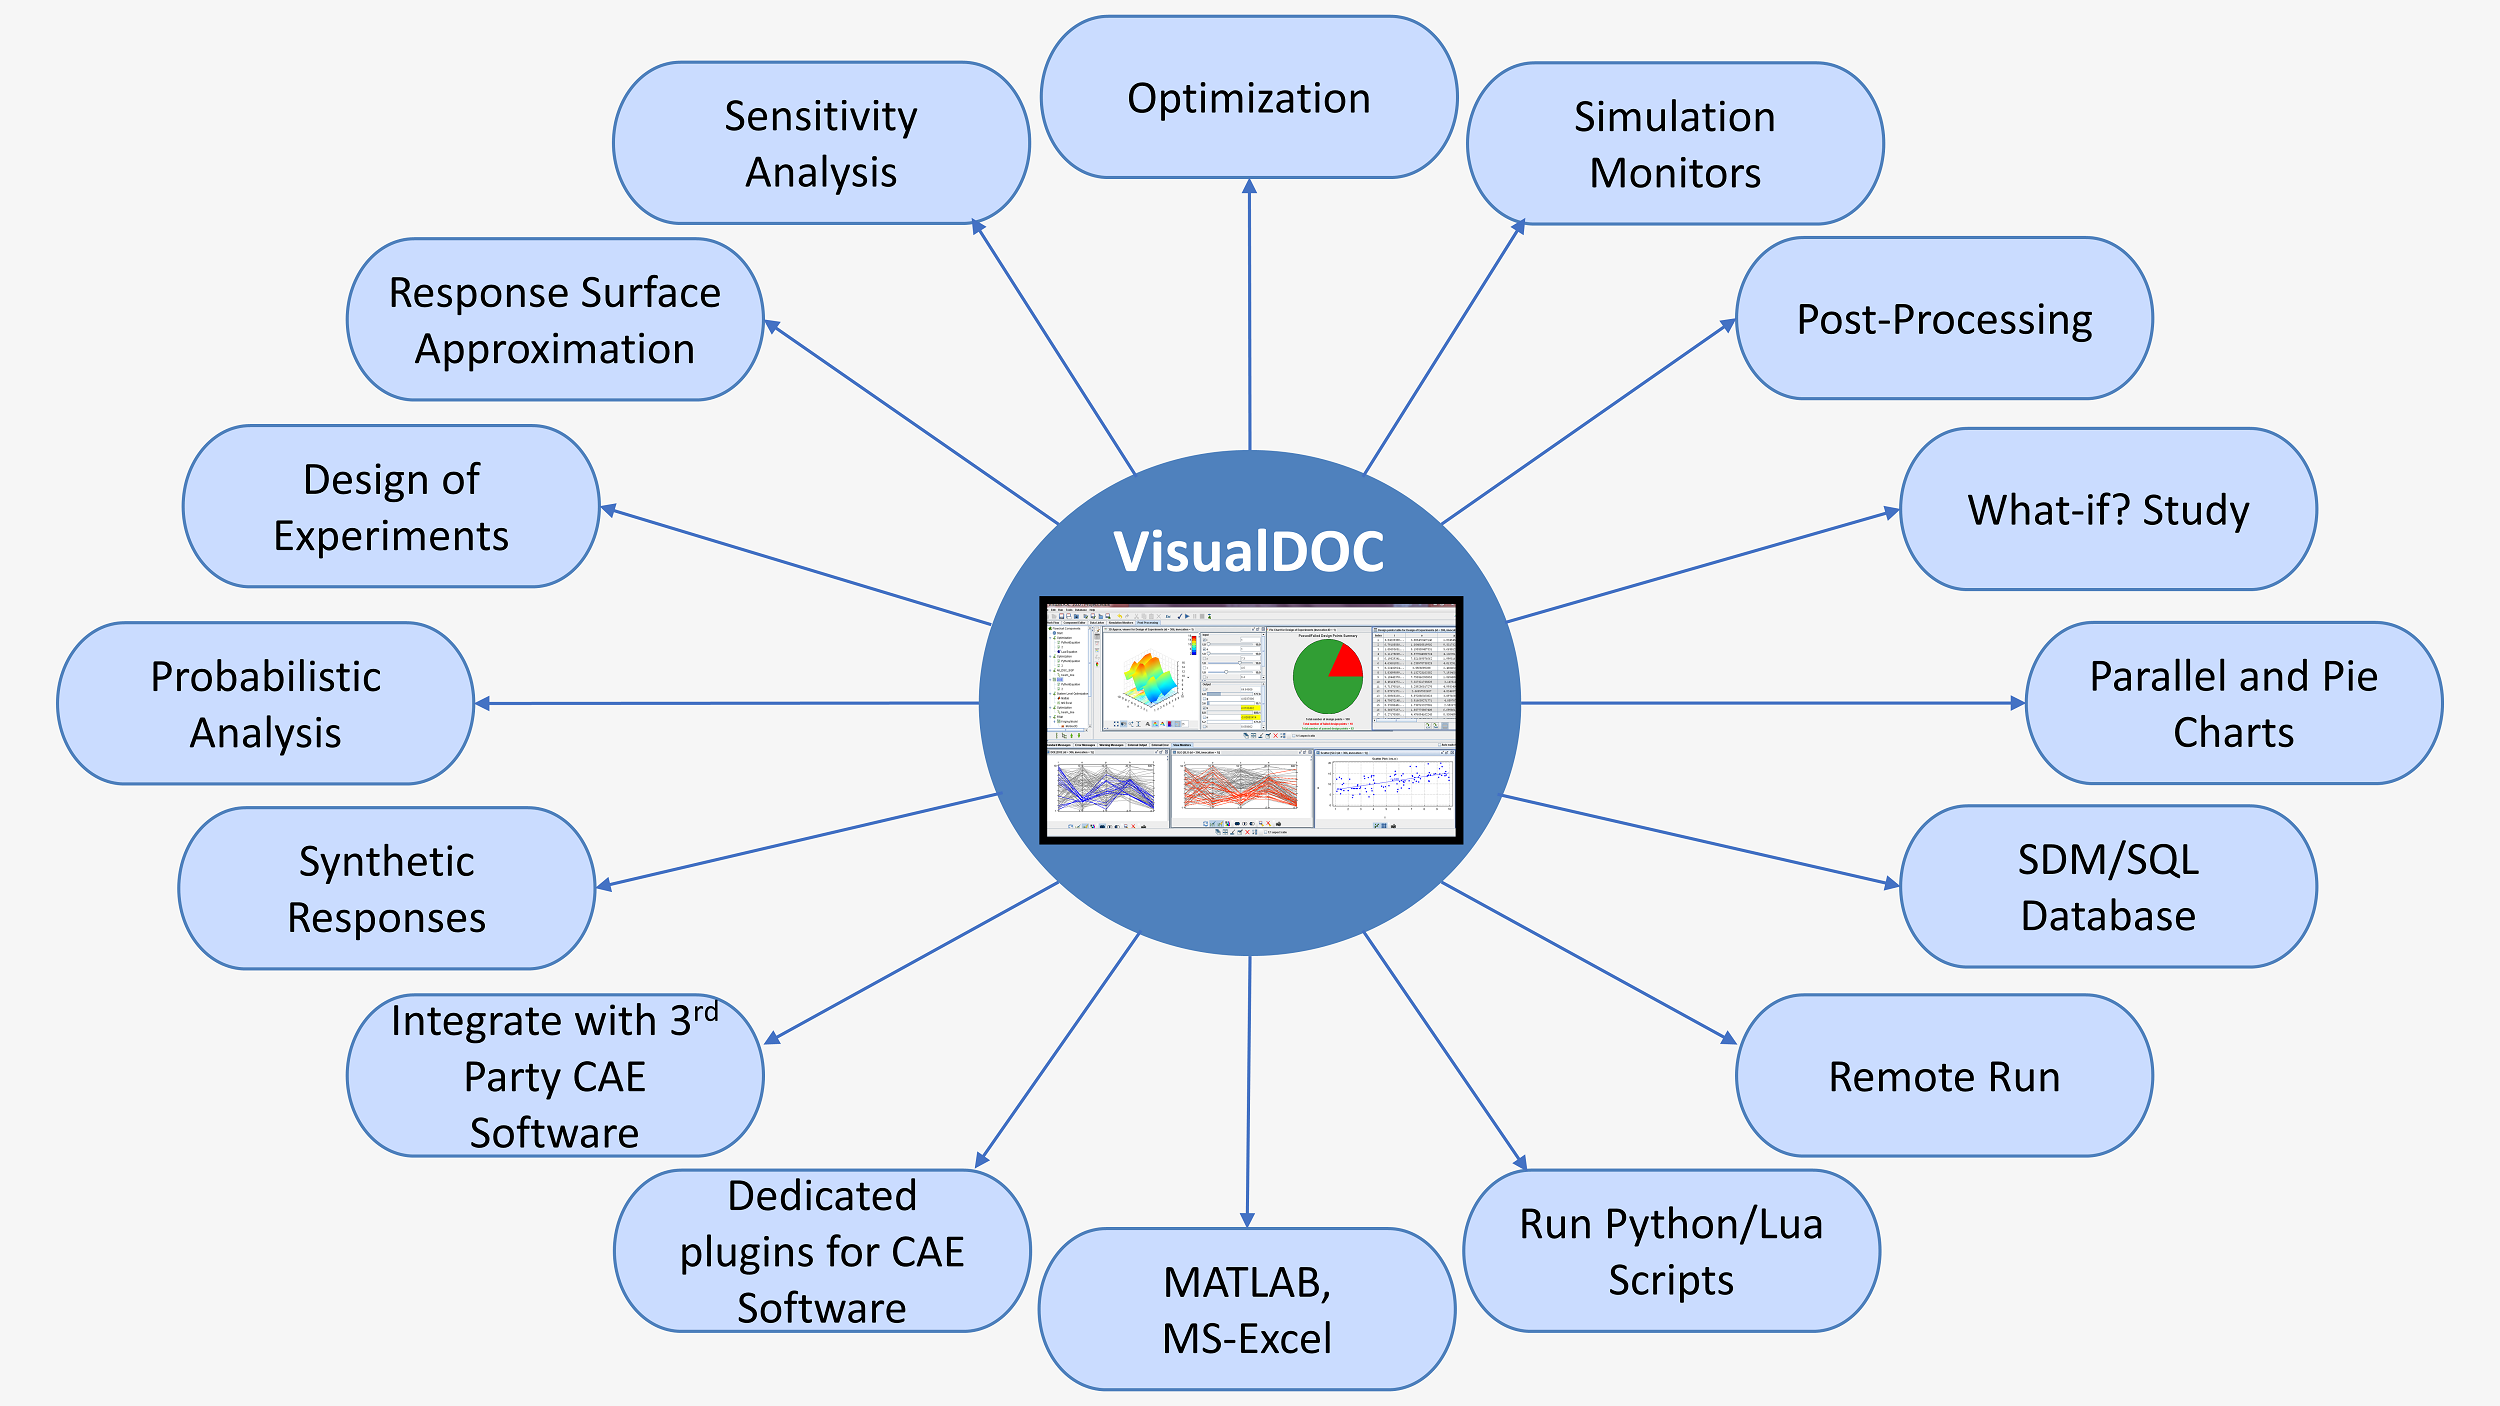 Optimization
Sensitivity
Analysis
Simulation
Monitors
Response Surface
Approximation
Post-Processing
Design of
Experiments
What-if? Study
VisualDOC
Probabilistic
Analysis
Parallel and Pie
Charts
Synthetic
Responses
SDM/SQL
Database
Integrate with 3rd
Party CAE
Software
Remote Run
Dedicated
plugins for CAE
Software
Run Python/Lua
Scripts
MATLAB,
MS-Excel